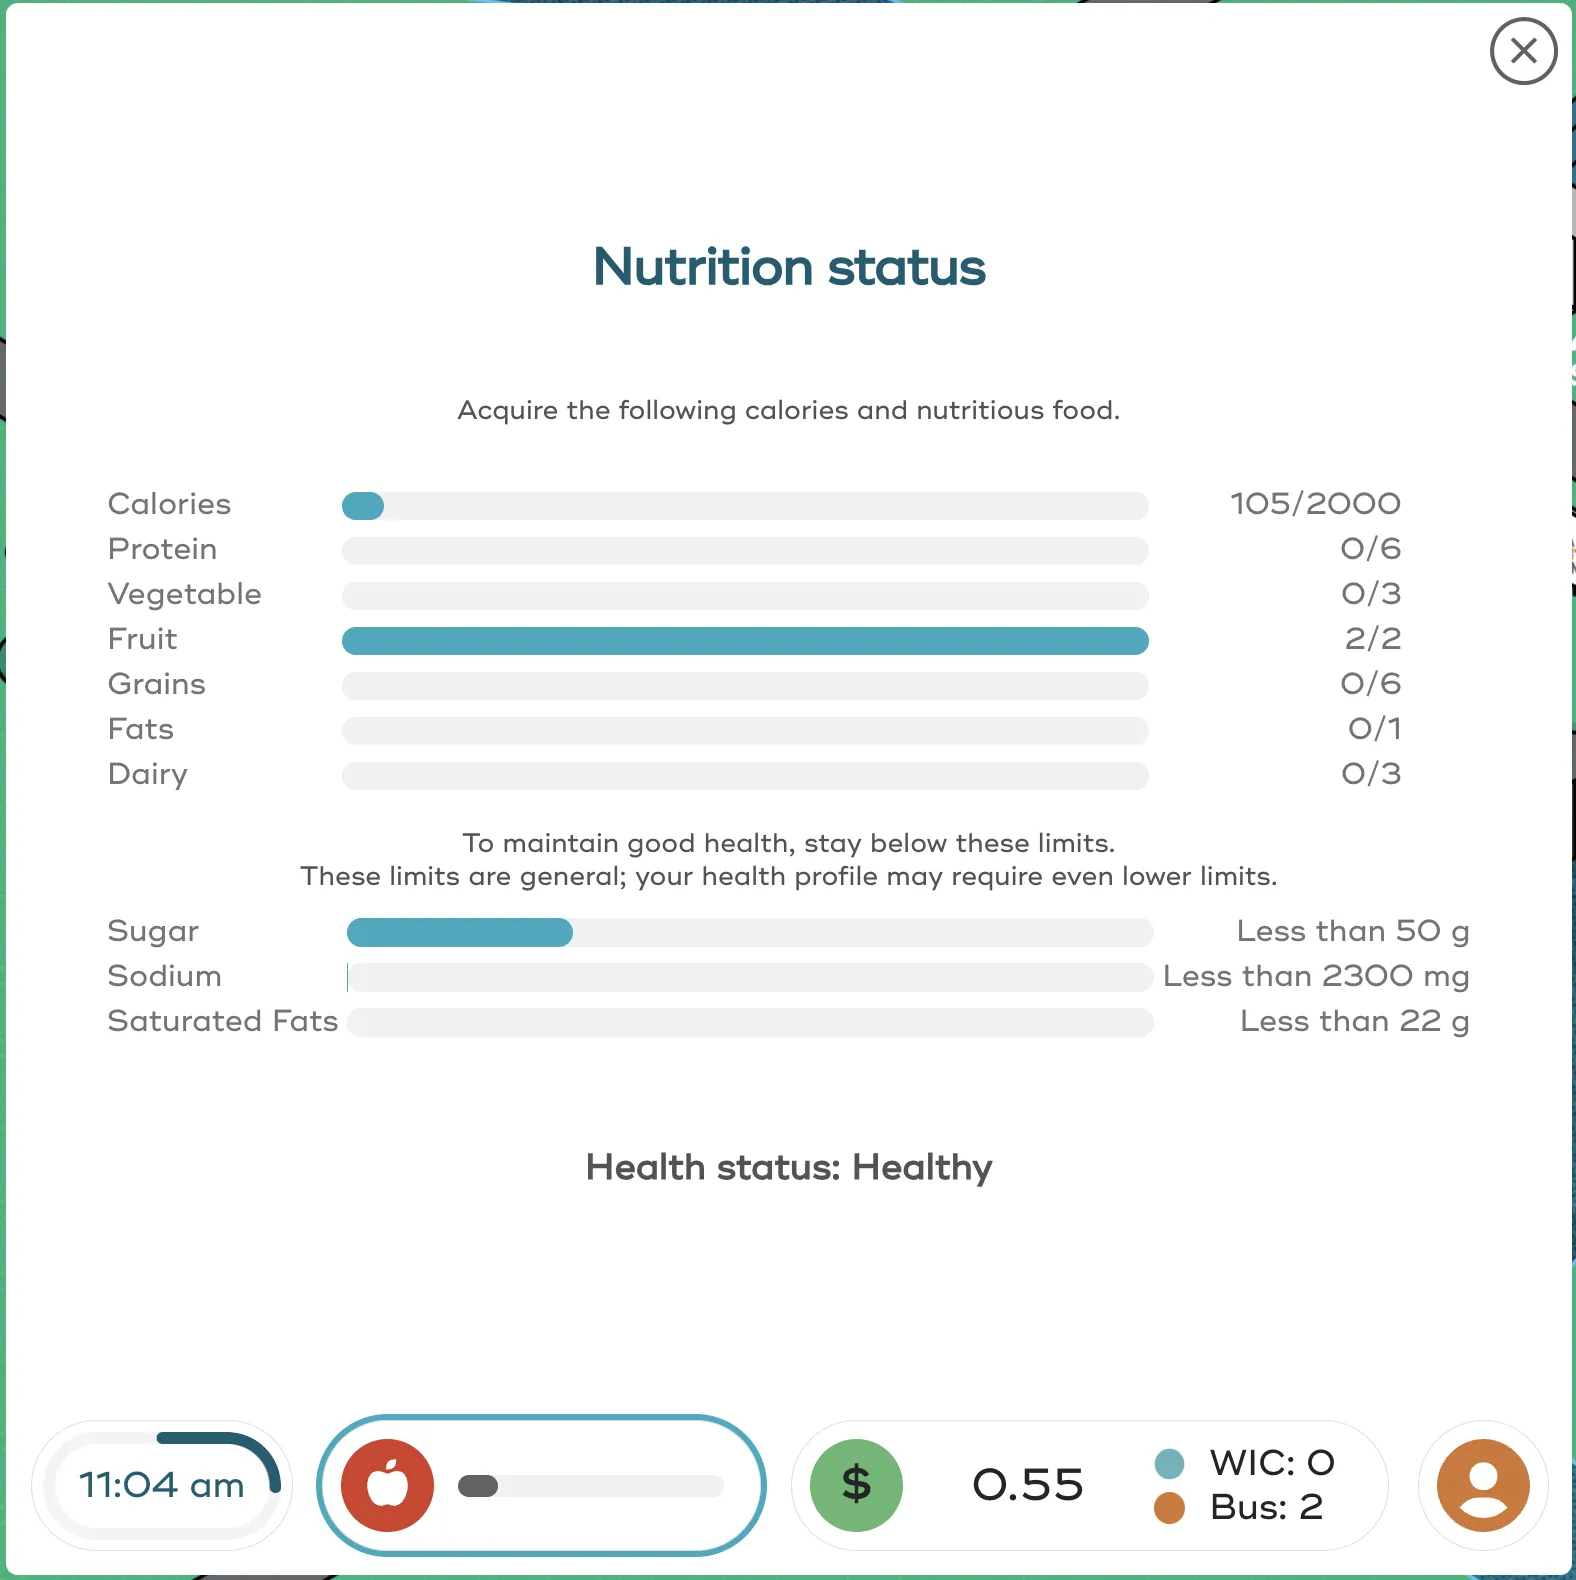 Nutrition status
Acquire the following calories and nutritious food.
Calories 105/2000
Protein 0/6
Vegetable 0/3
Fruit 2/2
Grains 0/6
Fats 0/1
Dairy 0/3
To maintain good health, stay below these limits.
These limits are general; your health profile may require even lower limits.
Sugar Less than 50 g
Sodium Less than 2300 mg
Saturated Fats Less than 22 g
Health status: Healthy
11:04 am
$ 0.55
WIC: 0
Bus: 2